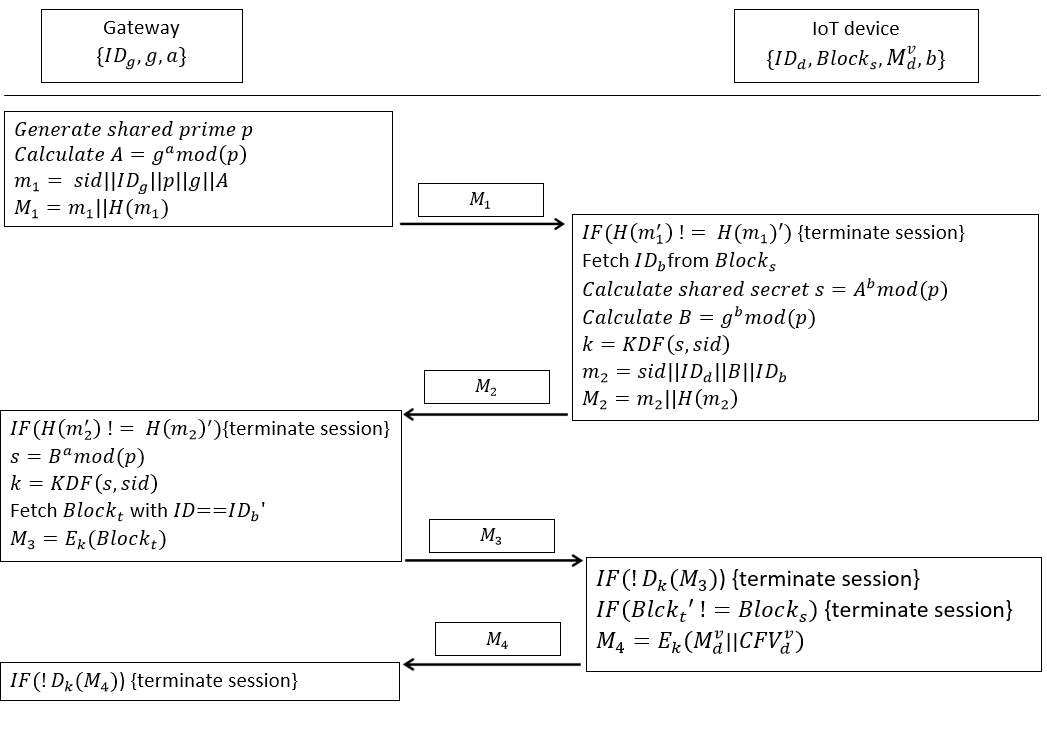 Gateway
{ID_g, g, a}
IoT device
{ID_d, Block_s, M_d^v, b}
Generate shared prime p
Calculate A = g^a mod(p)
m_1 = sid||ID_g||p||g||A
M_1 = m_1||H(m_1)
M_1
IF(H(m_1′) ! = H(m_1)′) {terminate session}
Fetch ID_b from Block_s
Calculate shared secret s = A^b mod(p)
Calculate B = g^b mod(p)
k = KDF(s, sid)
m_2 = sid||ID_d||B||ID_b
M_2 = m_2||H(m_2)
M_2
IF(H(m_2′) ! = H(m_2)′){terminate session}
s = B^a mod(p)
k = KDF(s, sid)
Fetch Block_t with ID==ID_b'
M_3 = E_k(Block_t)
M_3
IF(! D_k(M_3)) {terminate session}
IF(Blck_t′ ! = Block_s) {terminate session}
M_4 = E_k(M_d^v||CFV_d^v)
M_4
IF(! D_k(M_4)) {terminate session}